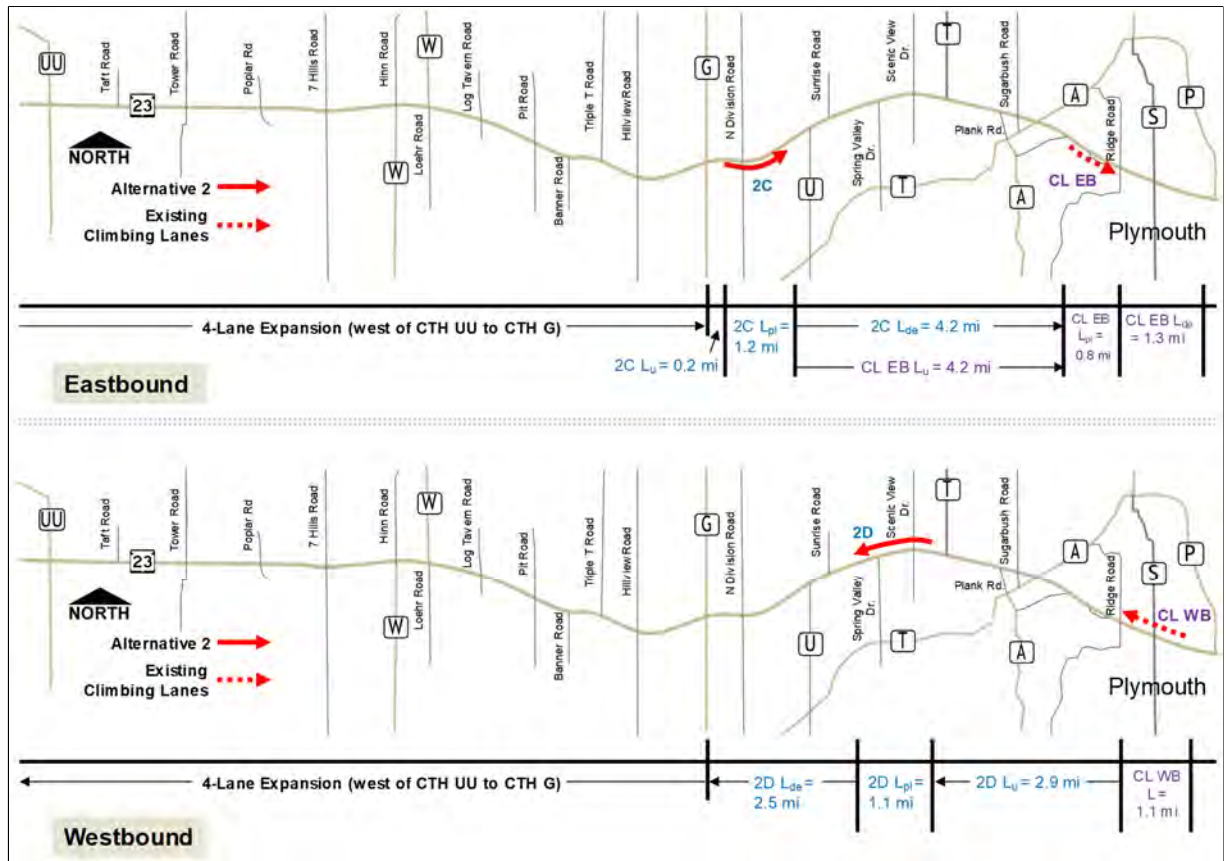 UU
Taft Road
23
Tower Road
Poplar Rd
7 Hills Road
Hinn Road
W
W
Loehr Road
Log Tavern Road
Pit Road
Banner Road
Triple T Road
Hillview Road
G
N Division Road
2C
Sunrise Road
U
Spring Valley
Dr.
Scenic View
Dr.
T
T
Sugarbush Road
Plank Rd.
A
A
CL EB
Ridge Road
S
P
Plymouth
NORTH
Alternative 2
Existing
Climbing Lanes
4-Lane Expansion (west of CTH UU to CTH G)
2C Lu = 0.2 mi
2C Lpl =
1.2 mi
2C Lde = 4.2 mi
CL EB Lu = 4.2 mi
CL EB
Lpl =
0.8 mi
CL EB Lde
= 1.3 mi
Eastbound
UU
Taft Road
23
Tower Road
Poplar Rd
7 Hills Road
Hinn Road
W
W
Loehr Road
Log Tavern Road
Pit Road
Banner Road
Triple T Road
Hillview Road
G
N Division Road
Sunrise Road
U
2D
Spring Valley
Dr.
Scenic View
Dr.
T
T
Sugarbush Road
Plank Rd.
A
A
Ridge Road
S
P
CL WB
Plymouth
NORTH
Alternative 2
Existing
Climbing Lanes
4-Lane Expansion (west of CTH UU to CTH G)
2D Lde =
2.5 mi
2D Lpl =
1.1 mi
2D Lu = 2.9 mi
CL WB
L =
1.1 mi
Westbound